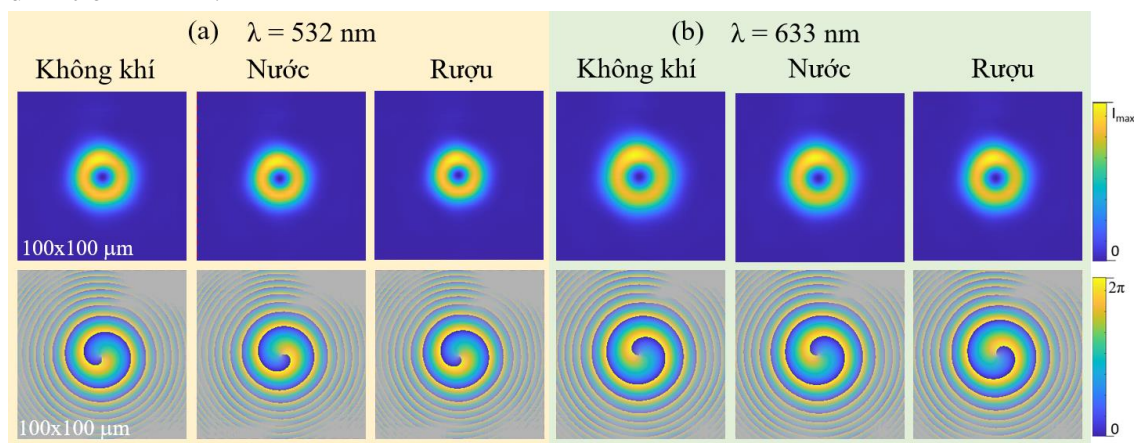 (a) λ = 532 nm
(b) λ = 633 nm
Không khí
Nước
Rượu
Không khí
Nước
Rượu
100x100 μm
Imax
0
100x100 μm
2π
0